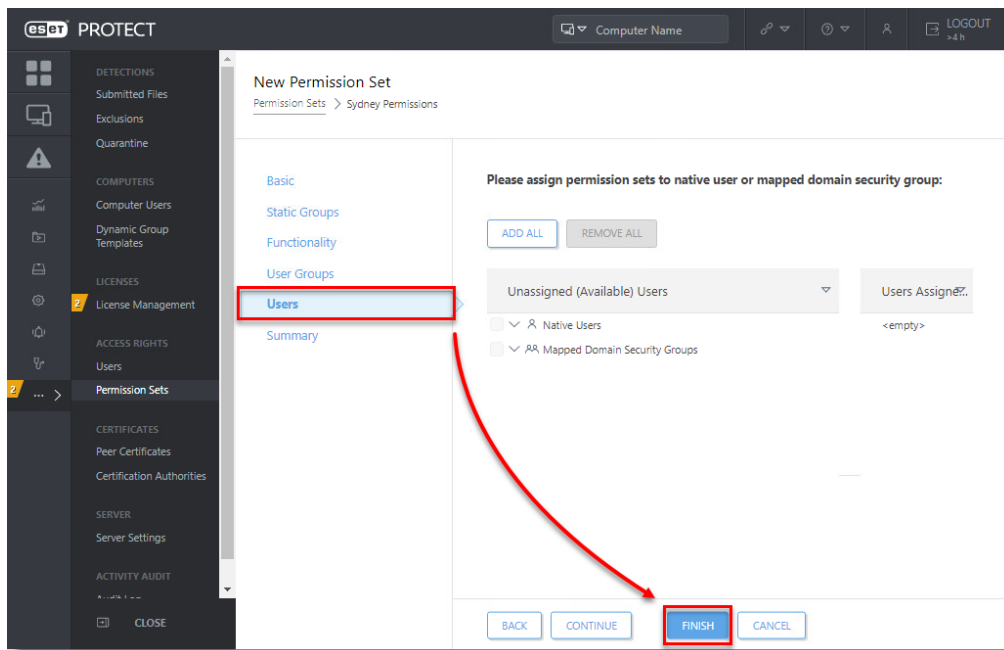 eset PROTECT
Computer Name
LOGOUT
>4 h
DETECTIONS
Submitted Files
Exclusions
Quarantine
COMPUTERS
Computer Users
Dynamic Group
Templates
LICENSES
2
License Management
ACCESS RIGHTS
Users
2
...
Permission Sets
CERTIFICATES
Peer Certificates
Certification Authorities
SERVER
Server Settings
ACTIVITY AUDIT
Audit Log
CLOSE
New Permission Set
Permission Sets > Sydney Permissions
Basic
Static Groups
Functionality
User Groups
Users
Summary
Please assign permission sets to native user or mapped domain security group:
ADD ALL REMOVE ALL
Unassigned (Available) Users
Native Users
Mapped Domain Security Groups
Users Assigne...
<empty>
BACK CONTINUE FINISH CANCEL